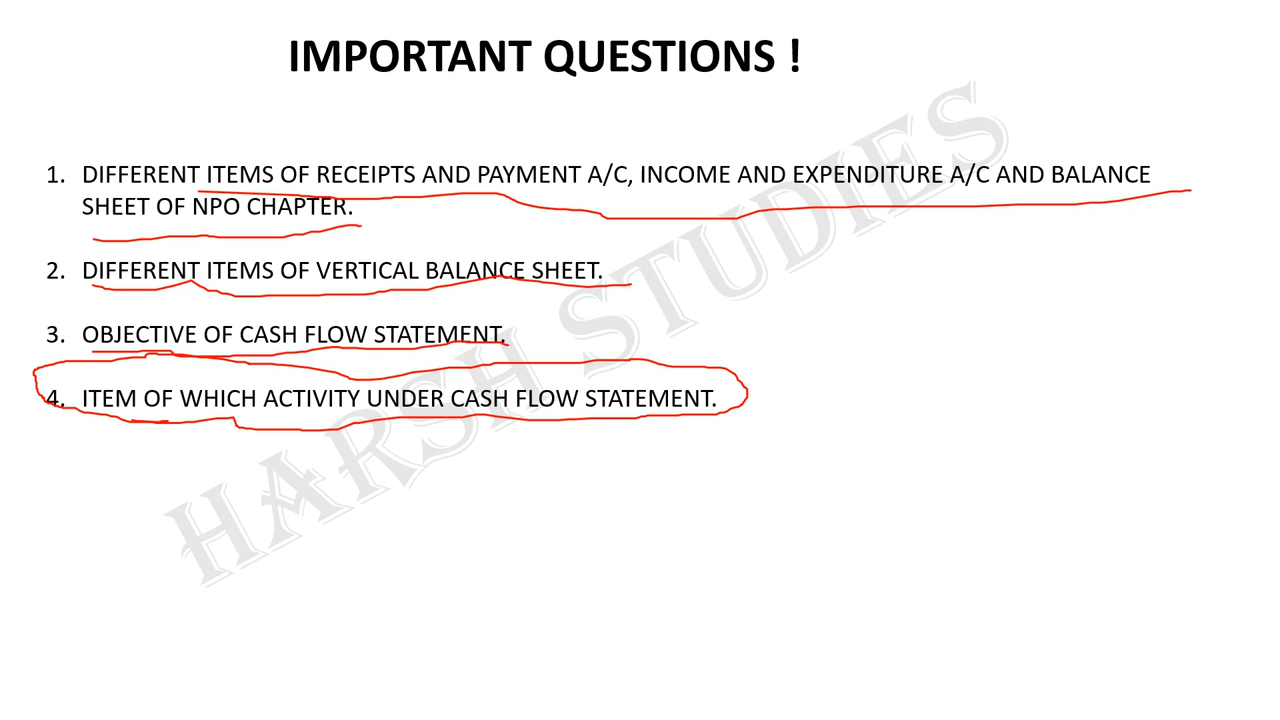 IMPORTANT QUESTIONS !
1. DIFFERENT ITEMS OF RECEIPTS AND PAYMENT A/C, INCOME AND EXPENDITURE A/C AND BALANCE
SHEET OF NPO CHAPTER.
2. DIFFERENT ITEMS OF VERTICAL BALANCE SHEET.
3. OBJECTIVE OF CASH FLOW STATEMENT.
4. ITEM OF WHICH ACTIVITY UNDER CASH FLOW STATEMENT.
HARSH STUDIES